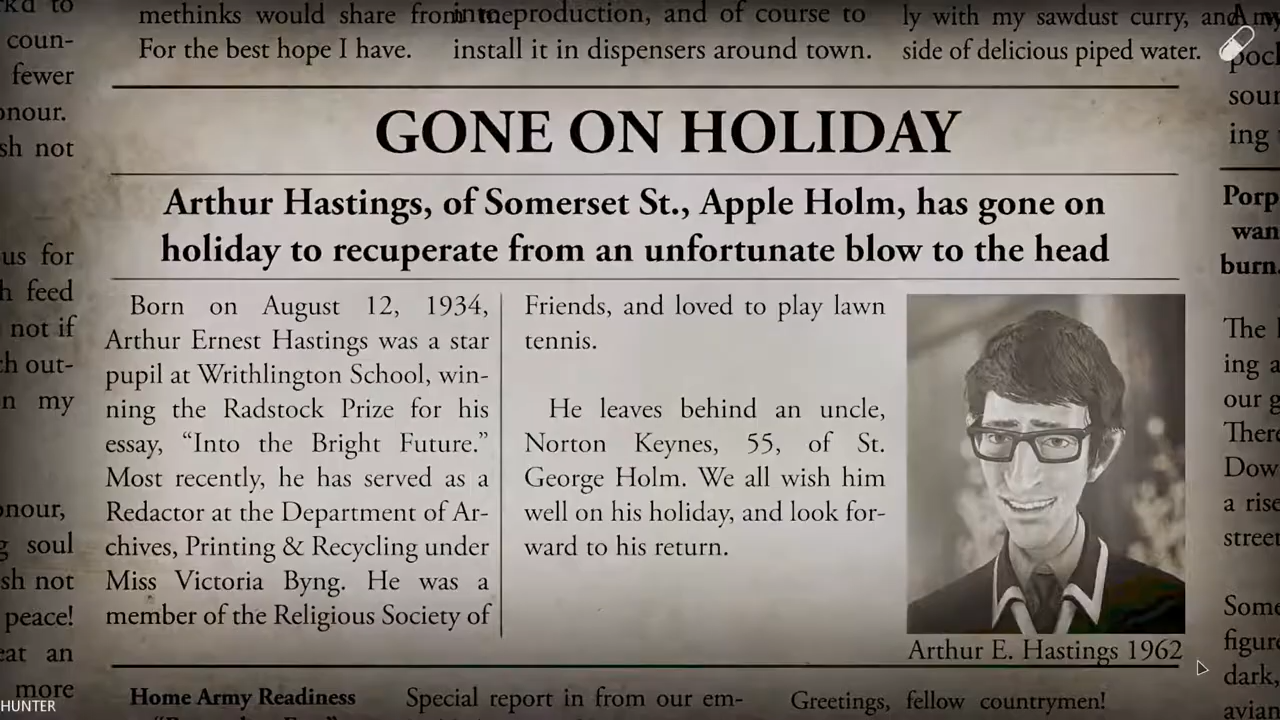 methinks would share from me
For the best hope I have.
into production, and of course to
install it in dispensers around town.
ly with my sawdust curry, and my
side of delicious piped water.
coun-
fewer
onour.
sh not
us for
h feed
not if
ch out-
n my
onour,
g soul
sh not
peace!
eat an
more
HUNTER
GONE ON HOLIDAY
Arthur Hastings, of Somerset St., Apple Holm, has gone on
holiday to recuperate from an unfortunate blow to the head
Born on August 12, 1934,
Arthur Ernest Hastings was a star
pupil at Writhlington School, win-
ning the Radstock Prize for his
essay, “Into the Bright Future.”
Most recently, he has served as a
Redactor at the Department of Ar-
chives, Printing & Recycling under
Miss Victoria Byng. He was a
member of the Religious Society of
Friends, and loved to play lawn
tennis.
He leaves behind an uncle,
Norton Keynes, 55, of St.
George Holm. We all wish him
well on his holiday, and look for-
ward to his return.
Arthur E. Hastings 1962
Home Army Readiness
Special report in from our em-
Greetings, fellow countrymen!
sour
ing
Porp
wan
burn.
The
ing a
our g
There
Dow
a rise
street
Some
figur
dark,
avian